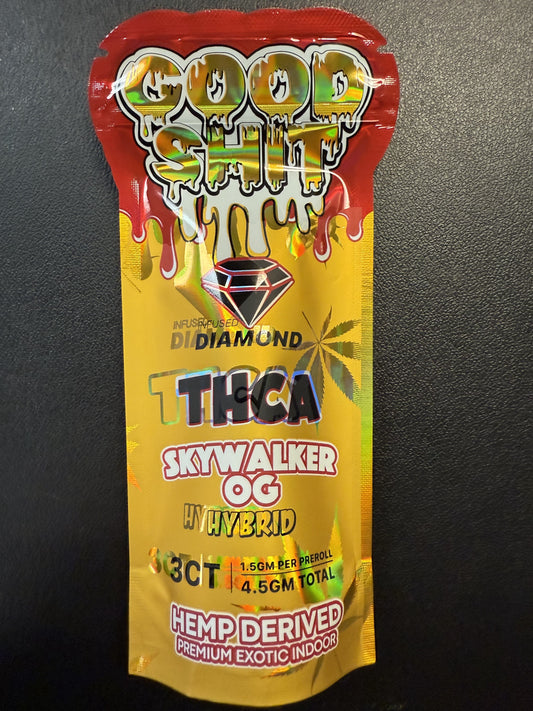 GOOD
SHIT
INFUSED
DIAMOND
THCA
SKYWALKER
OG
HYBRID
3CT
1.5GM PER PREROLL
4.5GM TOTAL
HEMP DERIVED
PREMIUM EXOTIC INDOOR